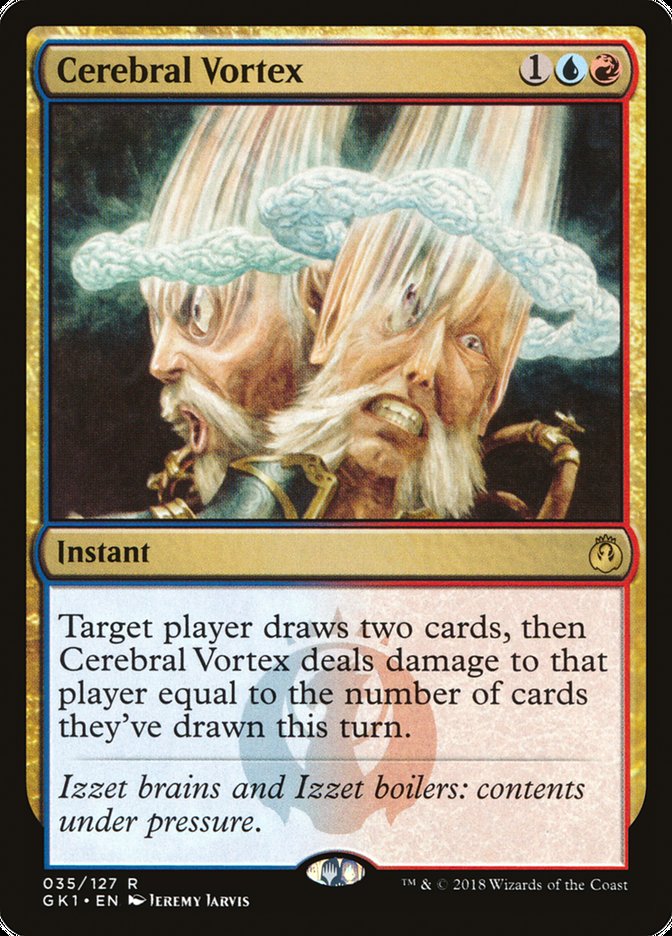 Cerebral Vortex 1
Instant
Target player draws two cards, then
Cerebral Vortex deals damage to that
player equal to the number of cards
they've drawn this turn.
Izzet brains and Izzet boilers: contents
under pressure.
035/127 R
GK1 • EN Jeremy Jarvis
™ & © 2018 Wizards of the Coast